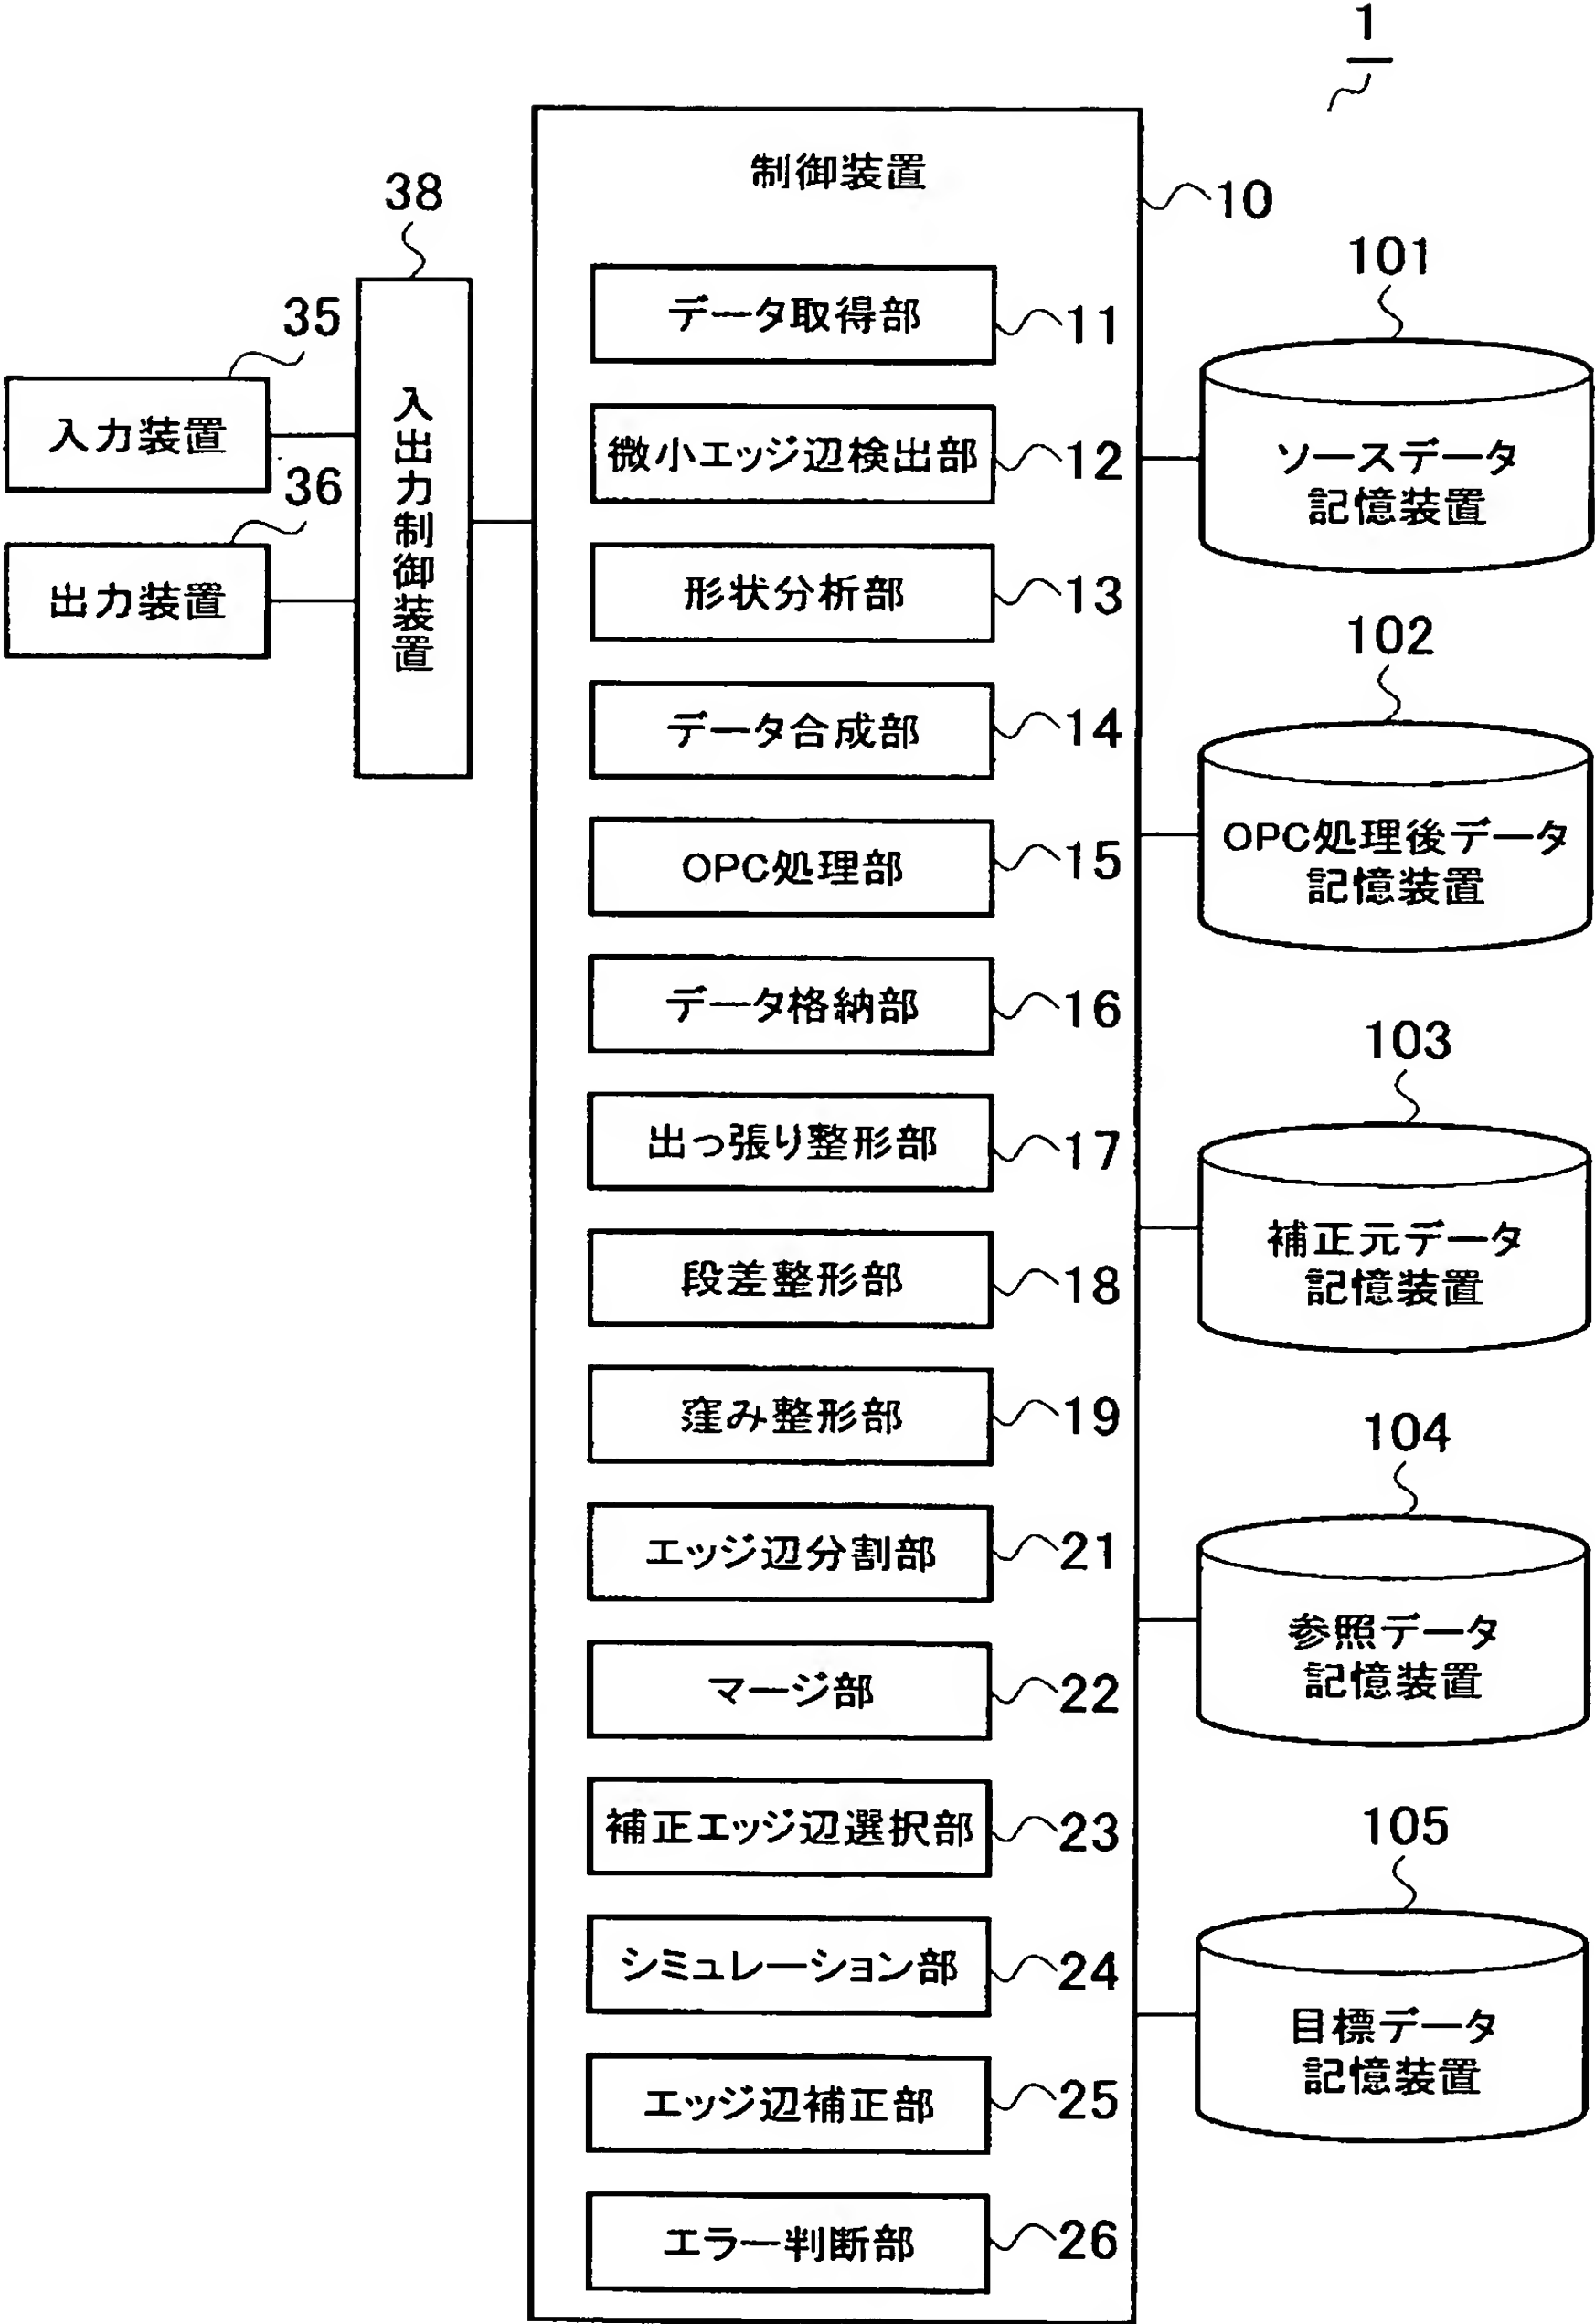 1
制御装置
10
38
35
入力装置
36
出力装置
入出力制御装置
データ取得部
11
微小エッジ辺検出部
12
形状分析部
13
データ合成部
14
OPC処理部
15
データ格納部
16
出っ張り整形部
17
段差整形部
18
窪み整形部
19
エッジ辺分割部
21
マージ部
22
補正エッジ辺選択部
23
シミュレーション部
24
エッジ辺補正部
25
エラー判断部
26
101
ソースデータ
記憶装置
102
OPC処理後データ
記憶装置
103
補正元データ
記憶装置
104
参照データ
記憶装置
105
目標データ
記憶装置